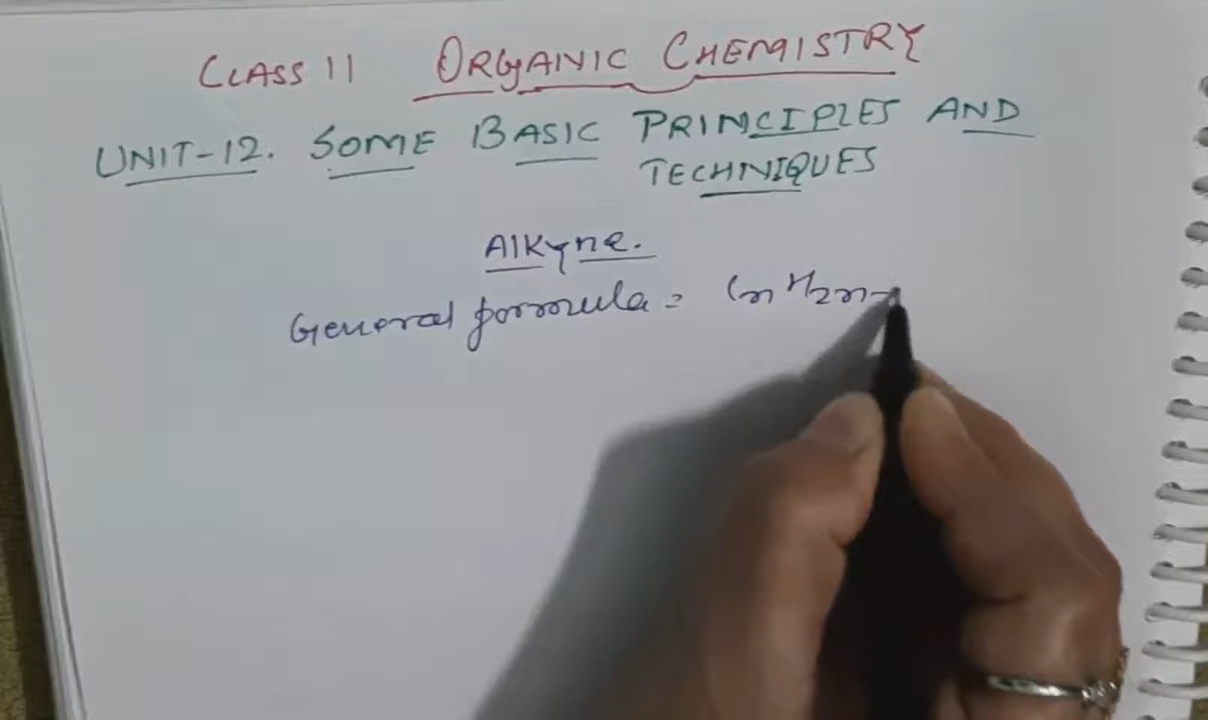 CLASS 11 ORGANIC CHEMISTRY
UNIT-12. SOME BASIC PRINCIPLES AND
TECHNIQUES
Alkyne.
General formula = CnH2n-